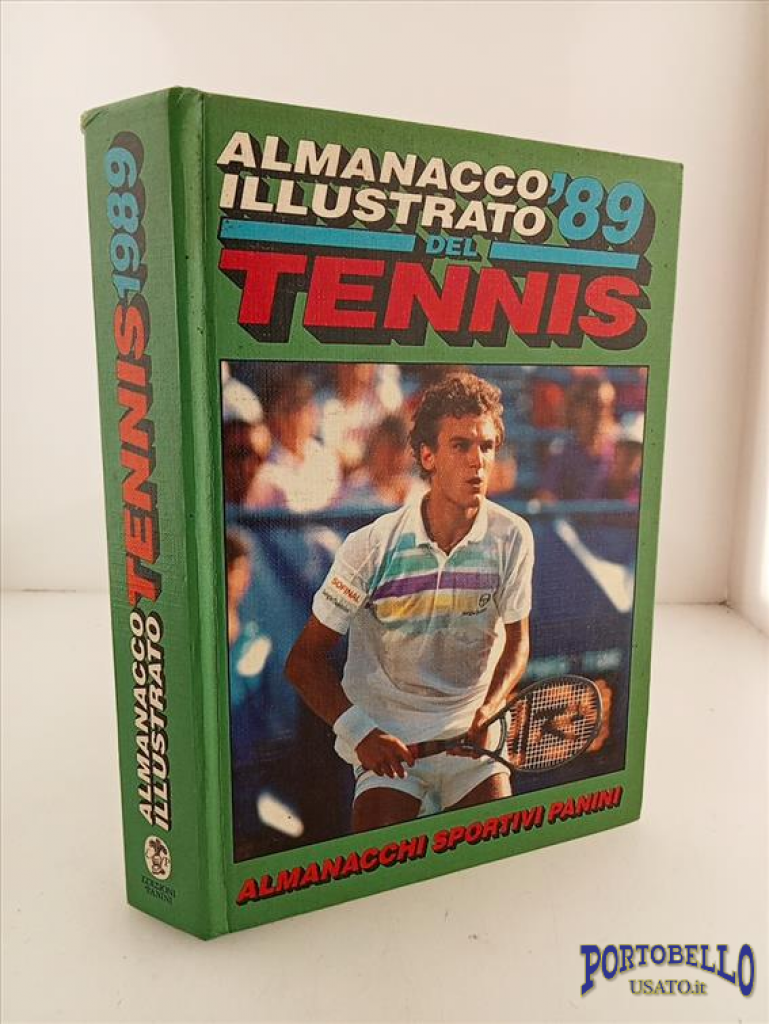 ALMANACCO
ILLUSTRATO
'89
DEL
TENNIS
SOFINAL
ALMANACCHI SPORTIVI PANINI
ALMANACCO
ILLUSTRATO
TENNIS 1989
EDIZIONI
PANINI
PORTOBELLO
USATO.it